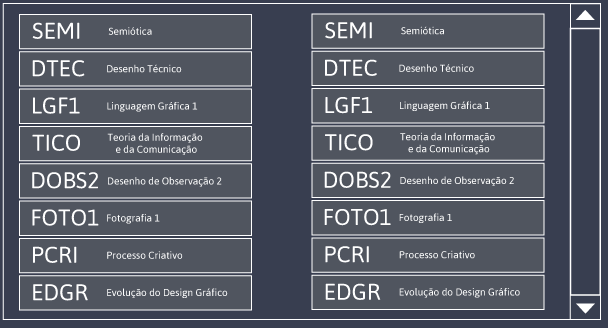 SEMI Semiótica
DTEC Desenho Técnico
LGF1 Linguagem Gráfica 1
TICO Teoria da Informação
e da Comunicação
DOBS2 Desenho de Observação 2
FOTO1 Fotografia 1
PCRI Processo Criativo
EDGR Evolução do Design Gráfico
SEMI Semiótica
DTEC Desenho Técnico
LGF1 Linguagem Gráfica 1
TICO Teoria da Informação
e da Comunicação
DOBS2 Desenho de Observação 2
FOTO1 Fotografia 1
PCRI Processo Criativo
EDGR Evolução do Design Gráfico